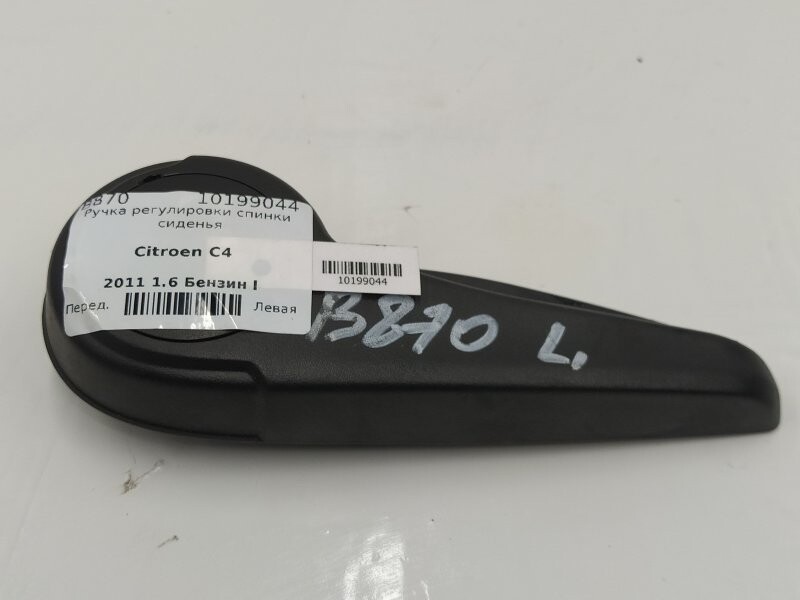 B870 10199044
Ручка регулировки спинки
сиденья
Citroen C4
2011 1.6 Бензин I
Перед. Левая
10199044
B870 L.